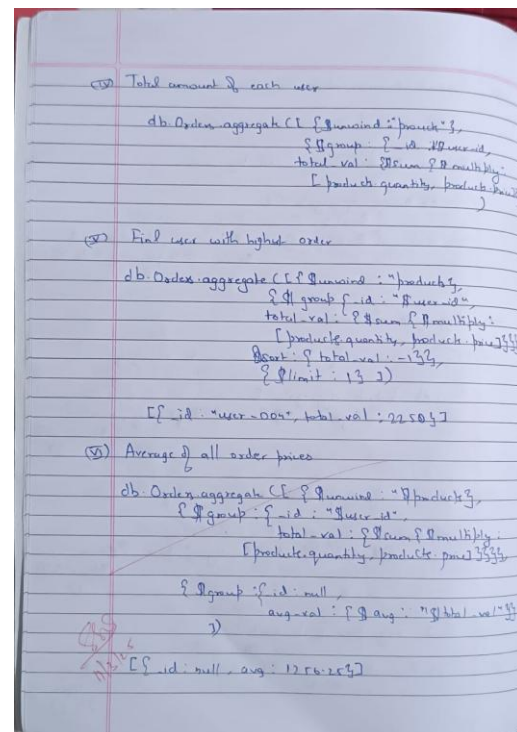 (IV) Total amount of each user
db.Orders.aggregate([{$unwind:"products"},
{$group: {_id:"$user_id,
total_val: {$sum {$multiply:
[product.quantity, product.price
)
(V) Find user with highest order
db.Orders.aggregate([{$unwind: "products},
{$group {_id: "$user_id",
total_val: "{$sum {$multiply:
[products.quantity, product.price]}}}
$sort: {total_val: -1}},
{$limit: 1} ])
[{_id: "user_004", total_val: 2250}]
(VI) Average of all order prices
db.Orders.aggregate([{$unwind: "$products},
{$group: {_id: "$user_id",
total_val: {$sum {$multiply:
[products.quantity, products.price]}}}},
{$group:{_id: null,
avg_val: {$avg: "$total_val"}}
])
[{_id: null, avg: 1256.25}]